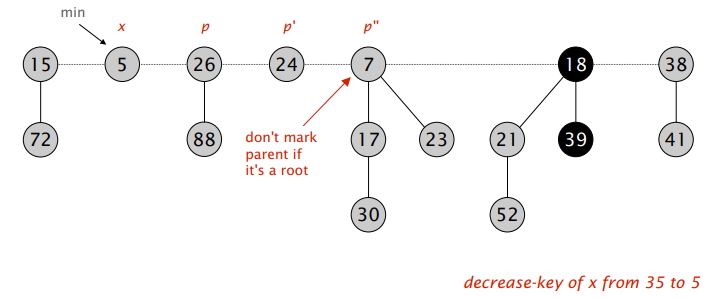 min
x p p' p"
15 5 26 24 7 18 38
72 88 17 23 21 39 41
don't mark
parent if
it's a root
30 52
decrease-key of x from 35 to 5